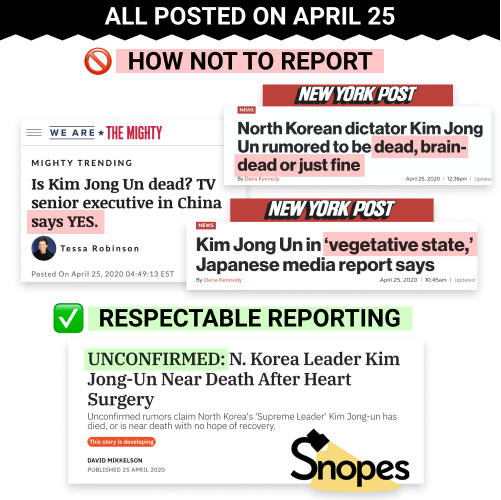 ALL POSTED ON APRIL 25
HOW NOT TO REPORT
WE ARE ★ THE MIGHTY
MIGHTY TRENDING
Is Kim Jong Un dead? TV
senior executive in China
says YES.
Tessa Robinson
Posted On April 25, 2020 04:49:13 EST
NEW YORK POST
NEWS
North Korean dictator Kim Jong
Un rumored to be dead, brain-
dead or just fine
By Dana Kennedy
April 25, 2020 | 12:36pm | Update
NEW YORK POST
NEWS
Kim Jong Un in ‘vegetative state,’
Japanese media report says
By Dana Kennedy
April 25, 2020 | 10:45am | Updated
RESPECTABLE REPORTING
UNCONFIRMED: N. Korea Leader Kim
Jong-Un Near Death After Heart
Surgery
Unconfirmed rumors claim North Korea's 'Supreme Leader' Kim Jong-un has
died, or is near death with no hope of recovery.
This story is developing
DAVID MIKKELSON
PUBLISHED 25 APRIL 2020
Snopes